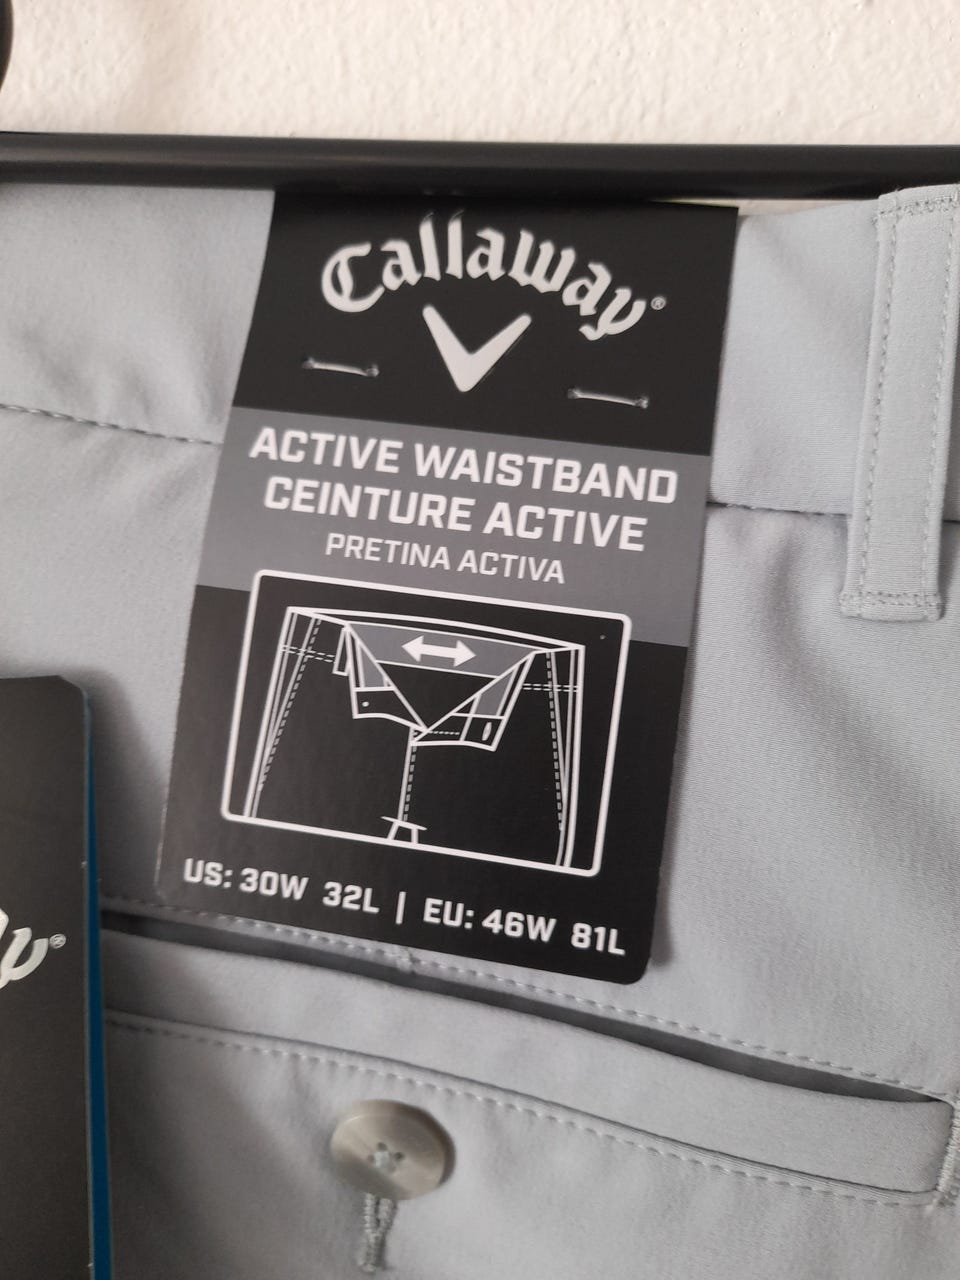 Callaway®
ACTIVE WAISTBAND
CEINTURE ACTIVE
PRETINA ACTIVA
US: 30W 32L | EU: 46W 81L